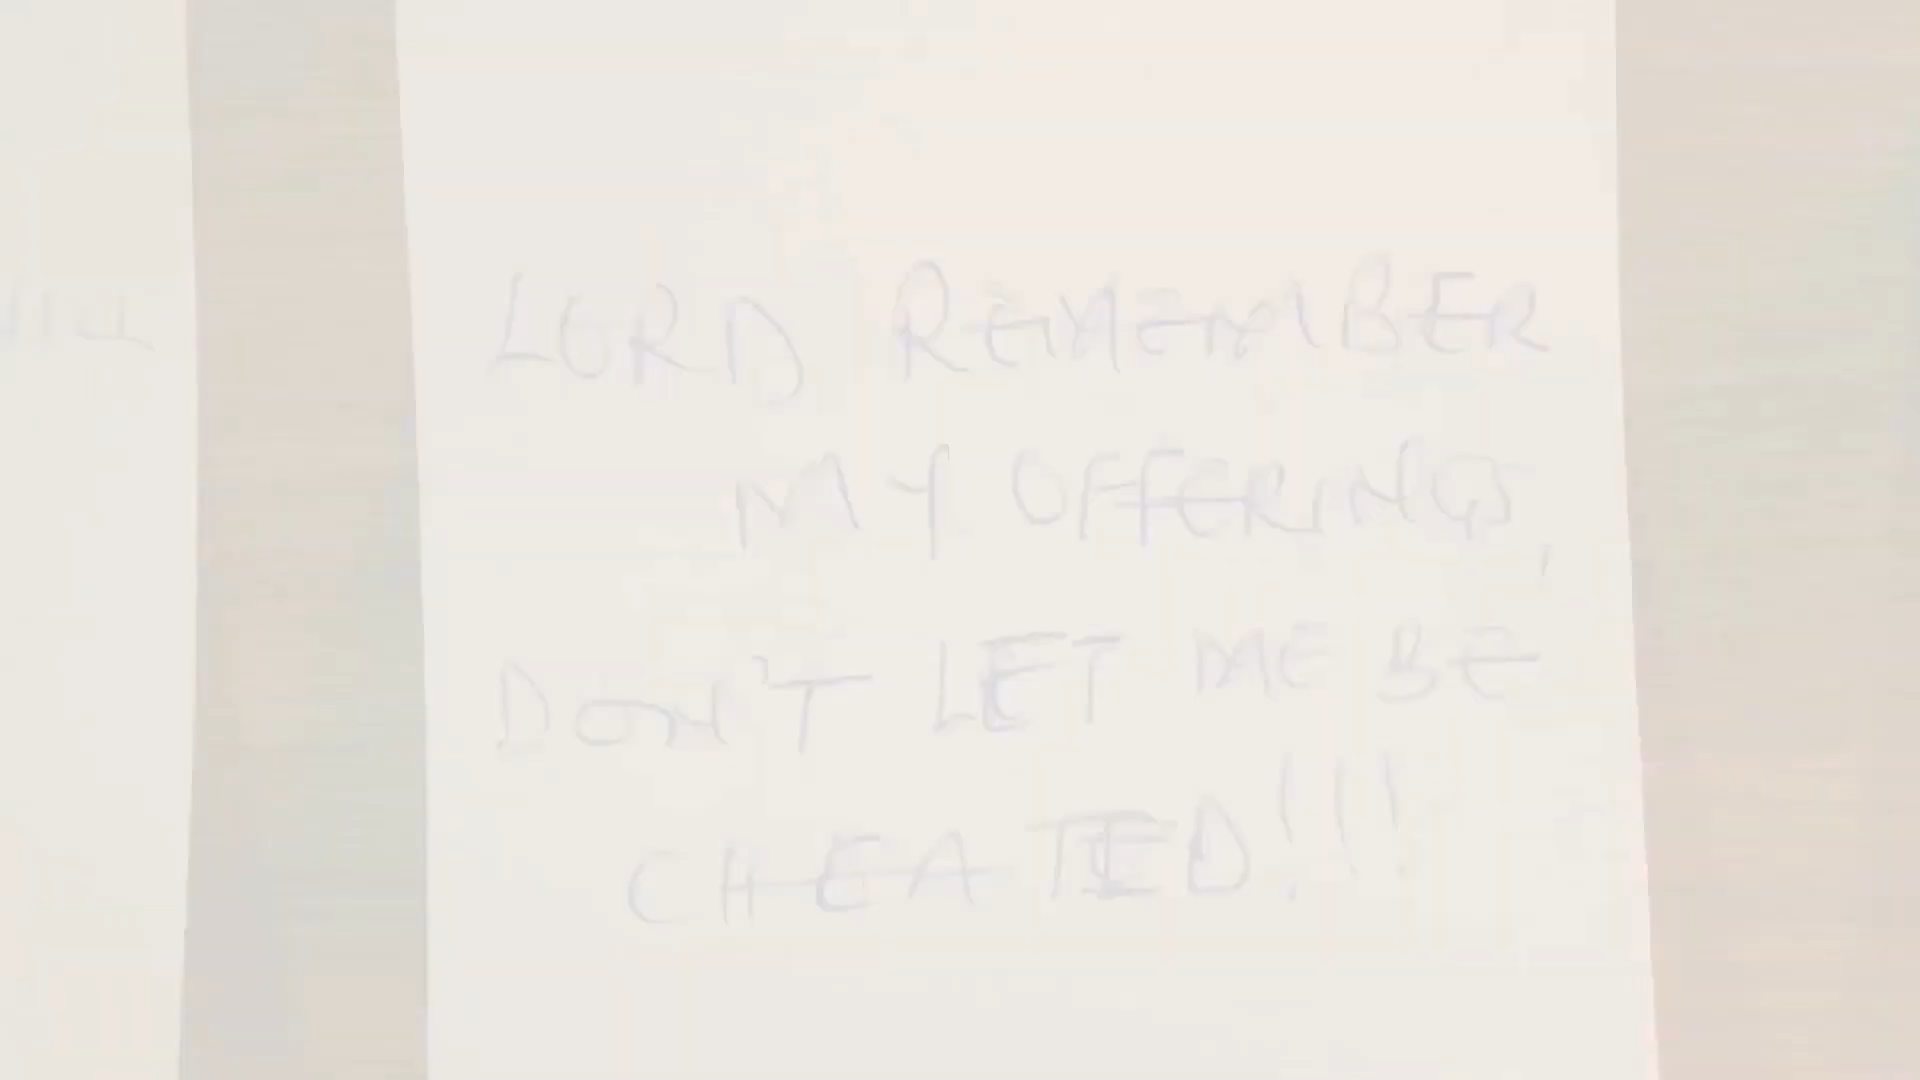 LORD REMEMBER
MY OFFERINGS,
DON'T LET ME BE
CHEATED!!!